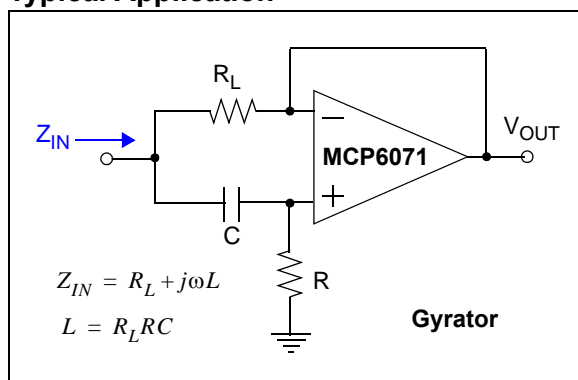 Typical Application
R_L
Z_IN
V_OUT
−
MCP6071
+
C
Z_IN = R_L + jωL
R
L = R_L RC
Gyrator